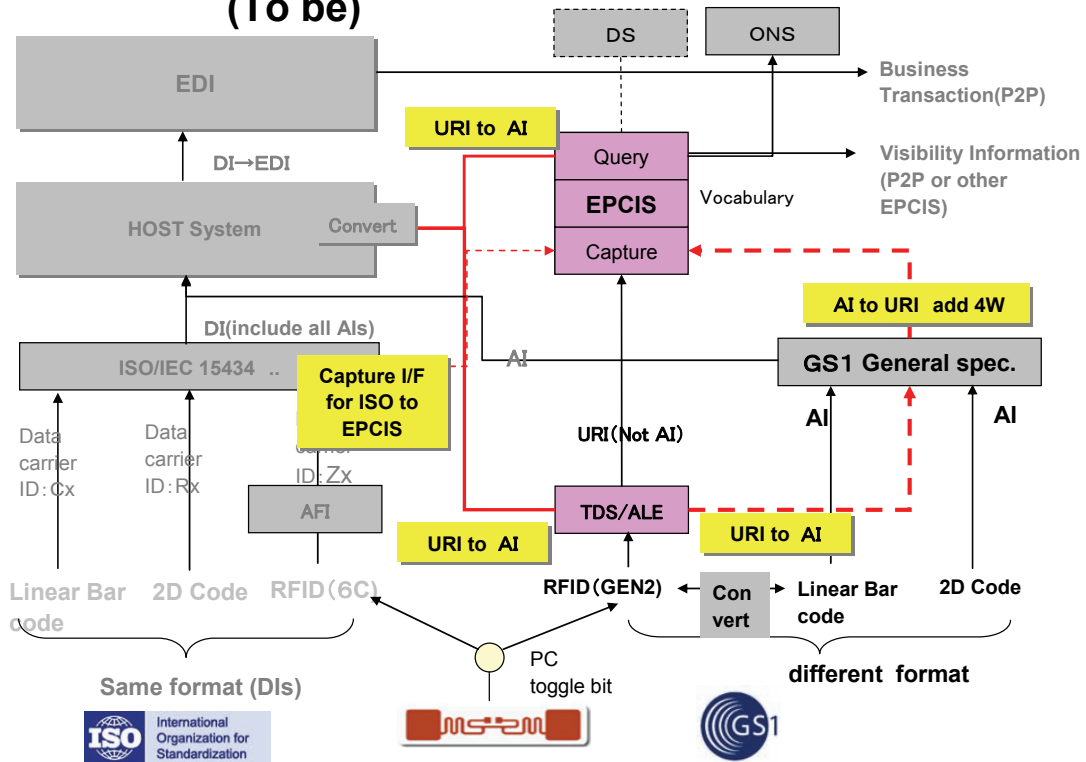 (To be)
DS
ONS
EDI
Business
Transaction(P2P)
URI to AI
Query
Visibility Information
(P2P or other
EPCIS)
DI→EDI
EPCIS
Vocabulary
HOST System
Convert
Capture
AI to URI add 4W
DI(include all AIs)
AI
ISO/IEC 15434 ..
GS1 General spec.
Capture I/F
for ISO to
EPCIS
AI
AI
Data
carrier
ID:Cx
Data
carrier
ID:Rx
carrier
ID:Zx
URI(Not AI)
AFI
TDS/ALE
URI to AI
URI to AI
Linear Bar
code
2D Code
RFID(6C)
RFID(GEN2)
Con
vert
Linear Bar
code
2D Code
PC
toggle bit
Same format (DIs)
different format
ISO
International
Organization for
Standardization
GS1